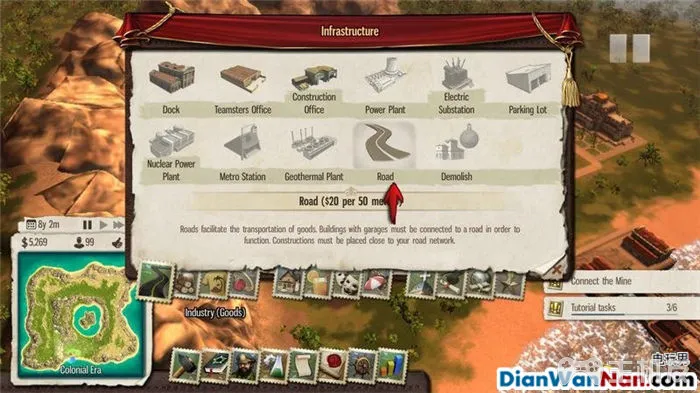 Infrastructure
Dock
Teamsters Office
Construction
Office
Power Plant
Electric
Substation
Parking Lot
Nuclear Power
Plant
Metro Station
Geothermal Plant
Road
Demolish
Road ($20 per 50 me
Roads facilitate the transportation of goods. Buildings with garages must be connected to a road in order to
function. Constructions must be placed close to your road network.
8y 2m
$ 5,269
99
Colonial Era
Industry (Goods)
Connect the Mine
Tutorial tasks 3/6
DianWanNan.com